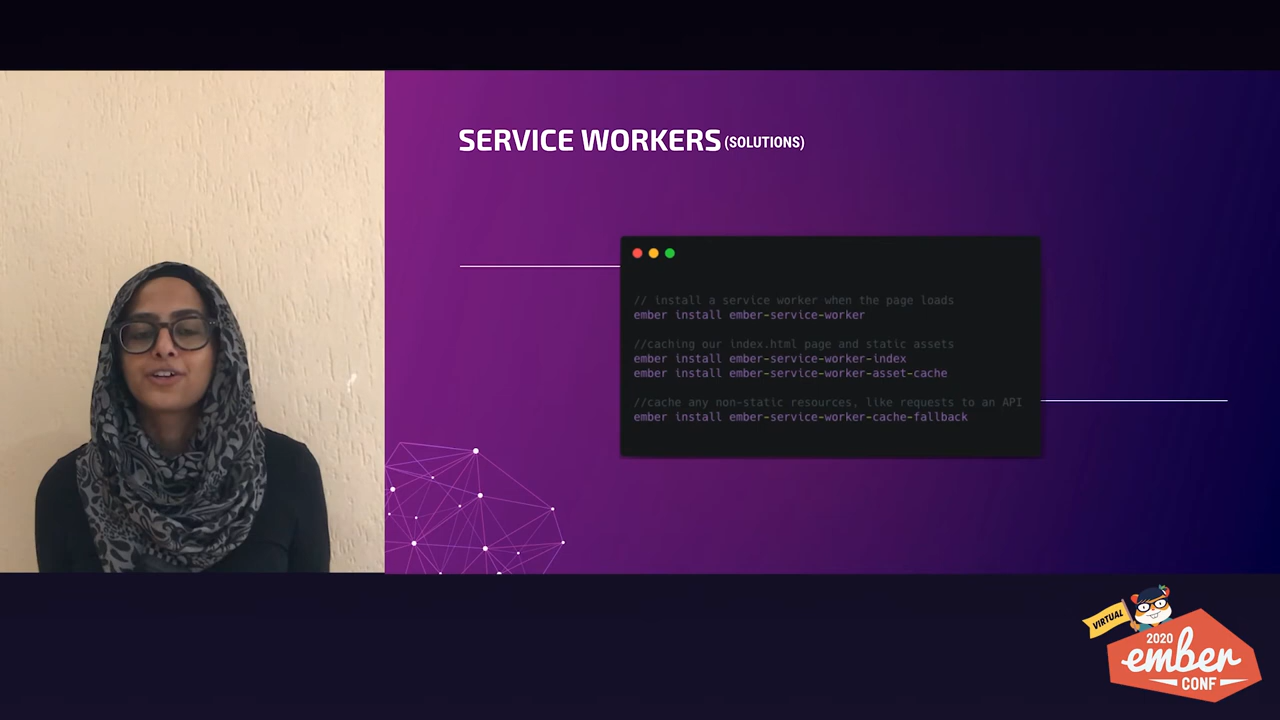 SERVICE WORKERS (SOLUTIONS)
// install a service worker when the page loads
ember install ember-service-worker
//caching our index.html page and static assets
ember install ember-service-worker-index
ember install ember-service-worker-asset-cache
//cache any non-static resources, like requests to an API
ember install ember-service-worker-cache-fallback
VIRTUAL
2020
ember
CONF